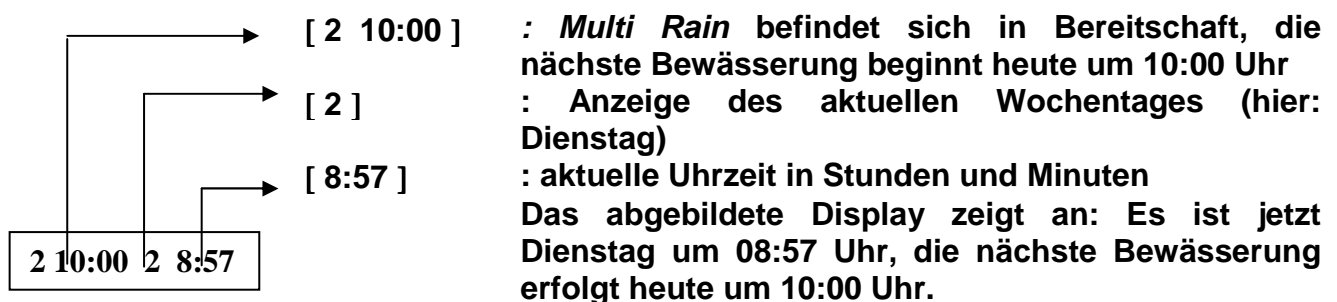 [ 2 10:00 ] : Multi Rain befindet sich in Bereitschaft, die
nächste Bewässerung beginnt heute um 10:00 Uhr
[ 2 ] : Anzeige des aktuellen Wochentages (hier:
Dienstag)
[ 8:57 ] : aktuelle Uhrzeit in Stunden und Minuten
Das abgebildete Display zeigt an: Es ist jetzt
Dienstag um 08:57 Uhr, die nächste Bewässerung
erfolgt heute um 10:00 Uhr.
2 10:00 2 8:57